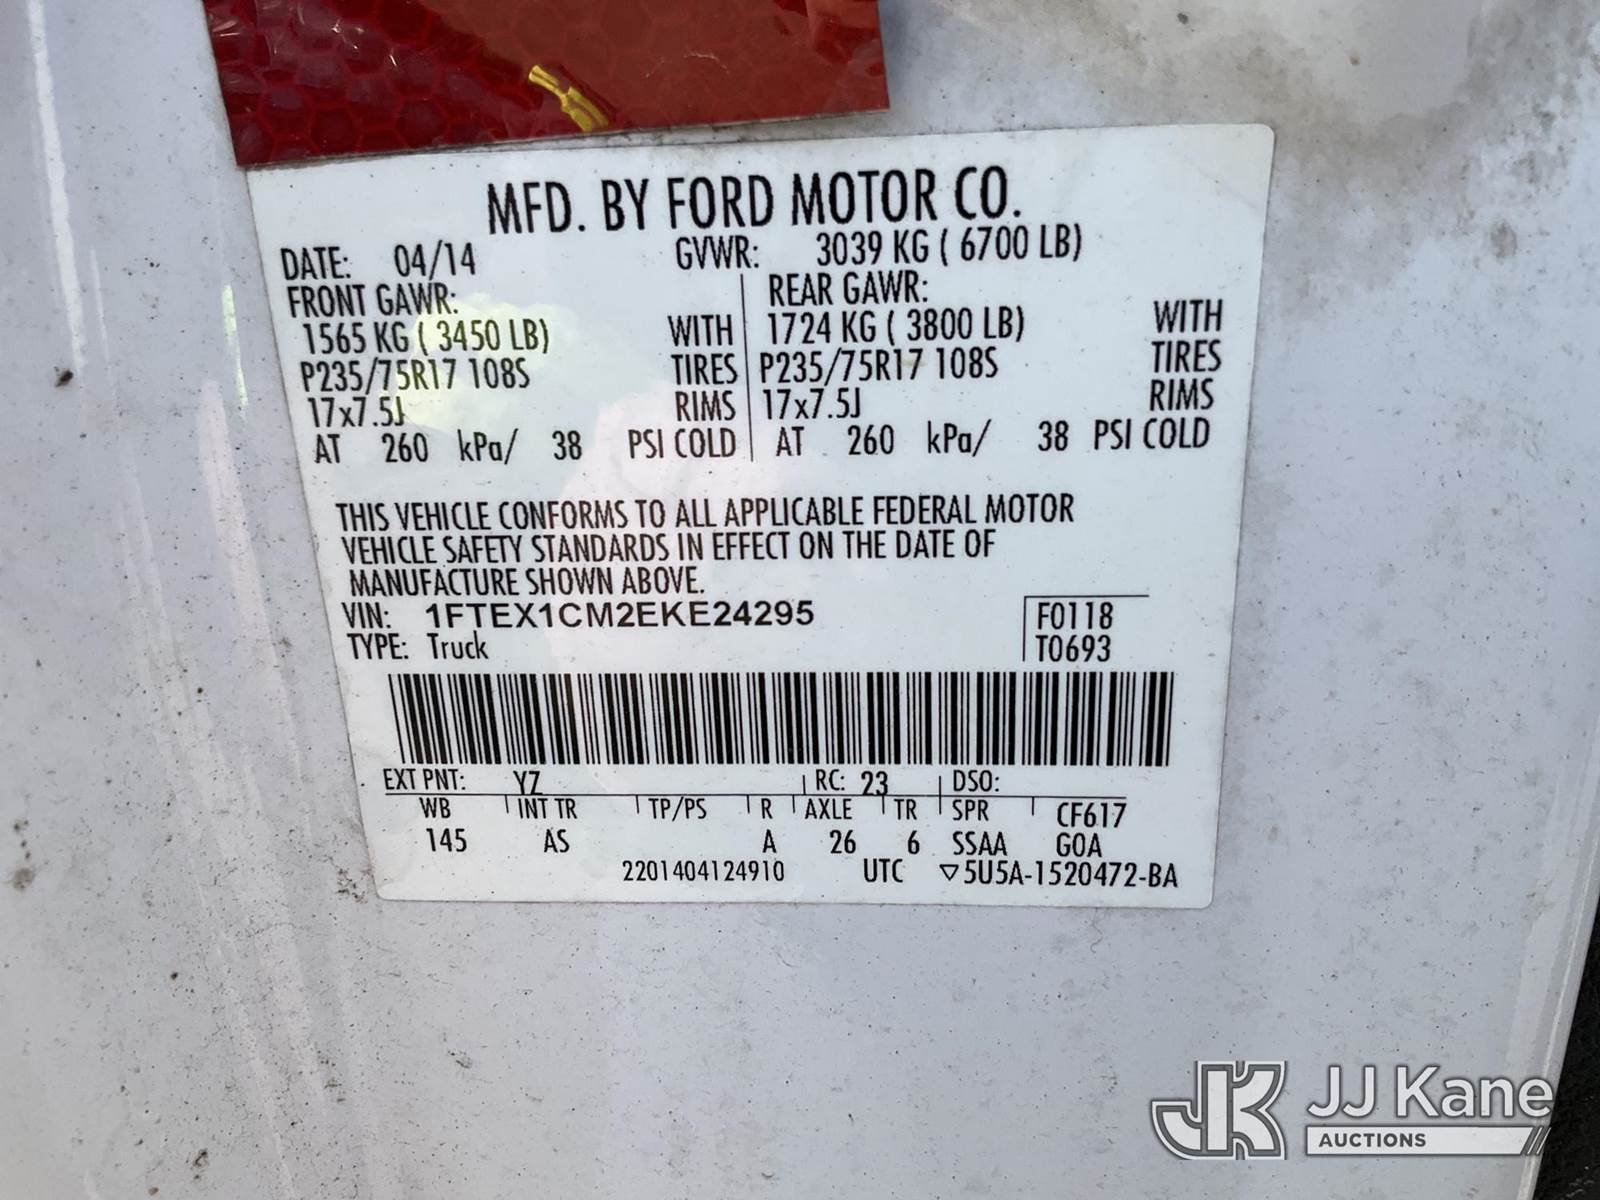 MFD. BY FORD MOTOR CO.
DATE: 04/14 GVWR: 3039 KG ( 6700 LB)
FRONT GAWR: REAR GAWR:
1565 KG ( 3450 LB) WITH 1724 KG ( 3800 LB) WITH
P235/75R17 108S TIRES P235/75R17 108S TIRES
17x7.5J RIMS 17x7.5J RIMS
AT 260 kPa/ 38 PSI COLD AT 260 kPa/ 38 PSI COLD
THIS VEHICLE CONFORMS TO ALL APPLICABLE FEDERAL MOTOR
VEHICLE SAFETY STANDARDS IN EFFECT ON THE DATE OF
MANUFACTURE SHOWN ABOVE.
VIN: 1FTEX1CM2EKE24295 F0118
TYPE: Truck T0693
EXT PNT: YZ RC: 23 DSO:
WB INT TR TP/PS R AXLE TR SPR CF617
145 AS A 26 6 SSAA GOA
2201404124910 UTC ▽5U5A-1520472-BA
JK JJ Kane
AUCTIONS